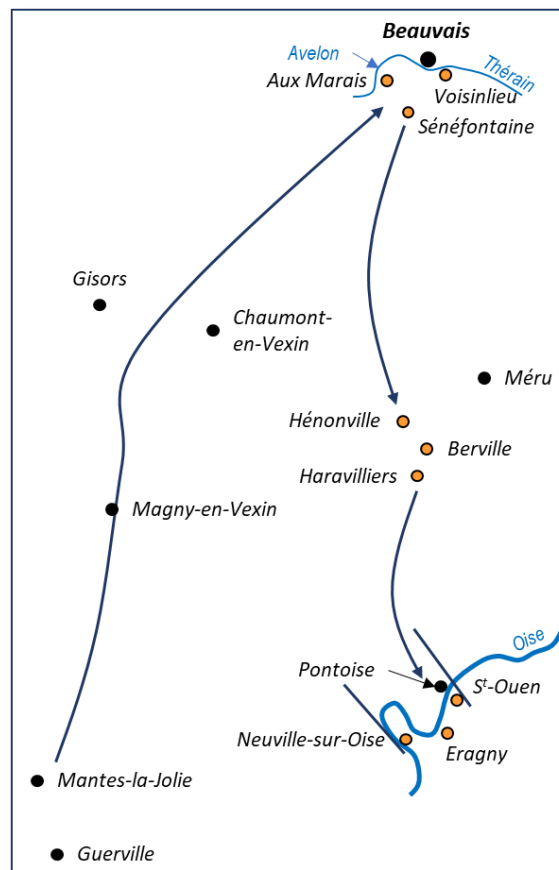 Beauvais
Avelon
Thérain
Aux Marais
Voisinlieu
Sénéfontaine
Gisors
Chaumont-
en-Vexin
Méru
Hénonville
Berville
Haravilliers
Magny-en-Vexin
Oise
Pontoise
Sᵗ-Ouen
Neuville-sur-Oise
Eragny
Mantes-la-Jolie
Guerville